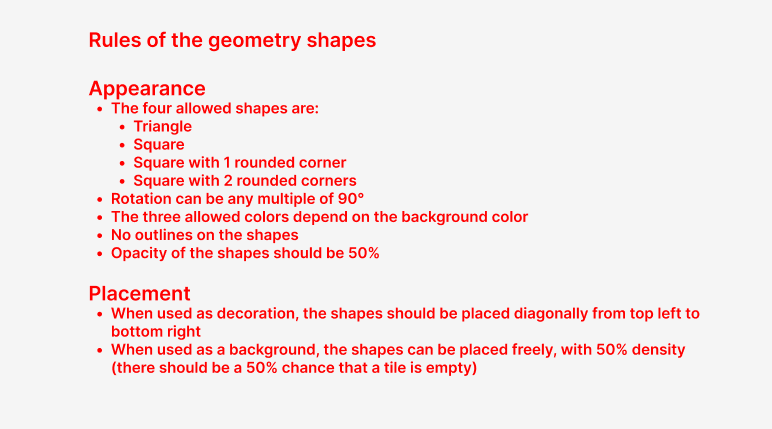 Rules of the geometry shapes
Appearance
• The four allowed shapes are:
• Triangle
• Square
• Square with 1 rounded corner
• Square with 2 rounded corners
• Rotation can be any multiple of 90°
• The three allowed colors depend on the background color
• No outlines on the shapes
• Opacity of the shapes should be 50%
Placement
• When used as decoration, the shapes should be placed diagonally from top left to
bottom right
• When used as a background, the shapes can be placed freely, with 50% density
(there should be a 50% chance that a tile is empty)